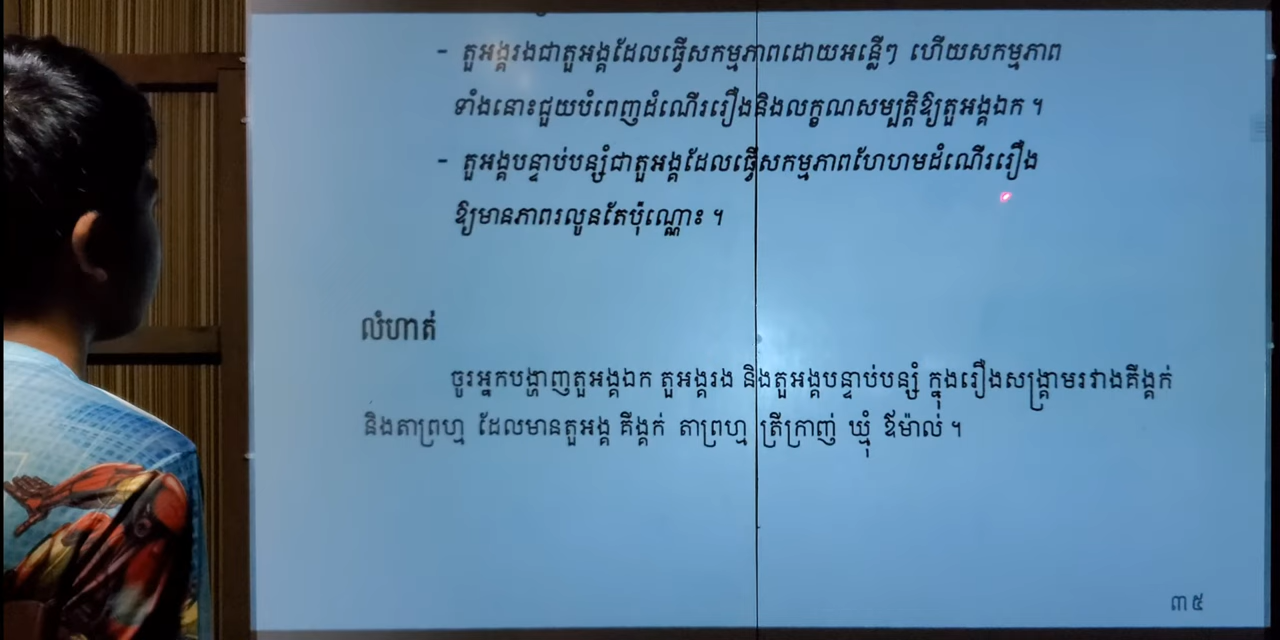 - តួអង្គរងជាតួអង្គដែលធ្វើសកម្មភាពដោយអន្លើៗ ហើយសកម្មភាព
ទាំងនោះជួយបំពេញដំណើររឿងនិងលក្ខណសម្បត្តិឱ្យតួអង្គឯក ។
- តួអង្គបន្ទាប់បន្សំជាតួអង្គដែលធ្វើសកម្មភាពហែហមដំណើររឿង
ឱ្យមានភាពរលូនតែប៉ុណ្ណោះ ។
លំហាត់
ចូរអ្នកបង្ហាញតួអង្គឯក តួអង្គរង និងតួអង្គបន្ទាប់បន្សំ ក្នុងរឿងសង្គ្រាមរវាងគីង្គក់
និងតាព្រហ្ម ដែលមានតួអង្គ គីង្គក់ តាព្រហ្ម ត្រីក្រាញ់ ឃ្មុំ ឪម៉ាល់ ។
៣៥